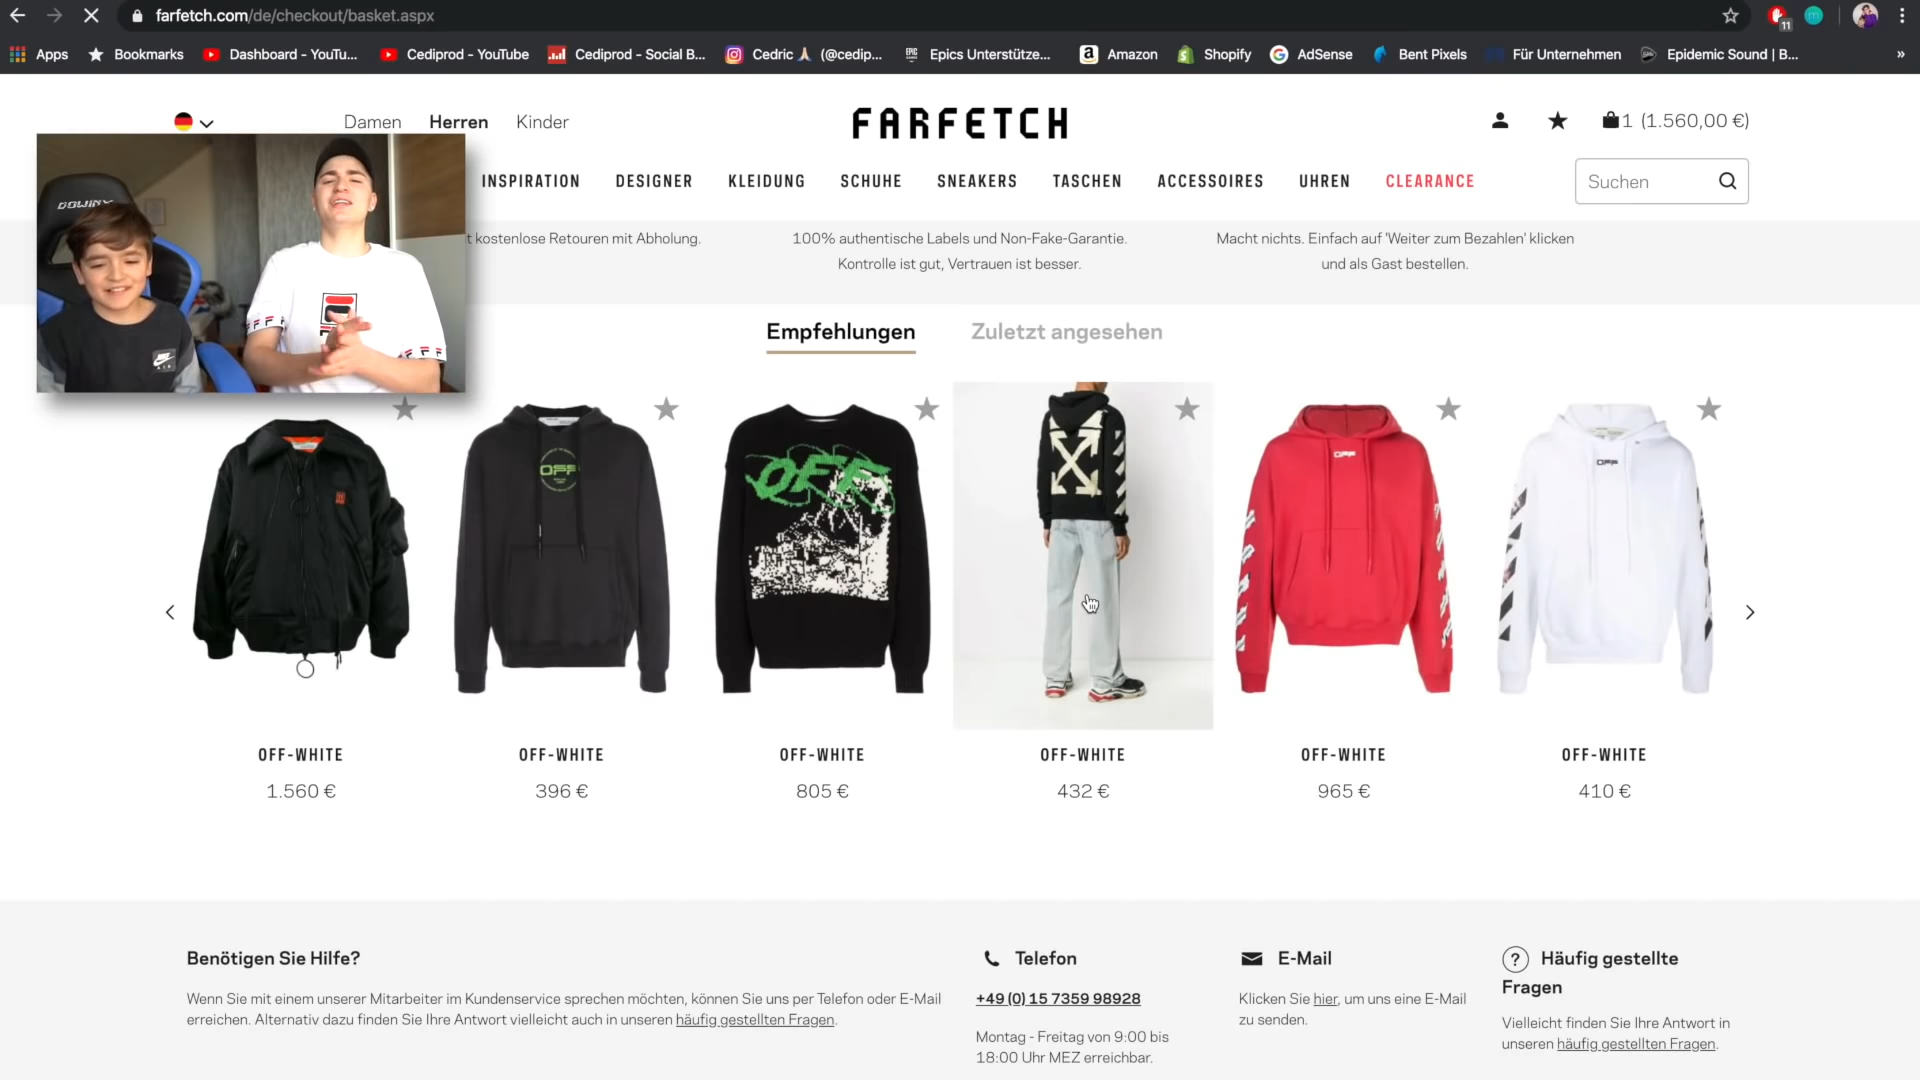 farfetch.com/de/checkout/basket.aspx
11
Apps
Bookmarks
Dashboard - YouTu...
Cediprod - YouTube
Cediprod - Social B...
Cedric 🙏 (@cedip...
Epics Unterstütze...
Amazon
Shopify
AdSense
Bent Pixels
Für Unternehmen
Epidemic Sound | B...
»
Damen
Herren
Kinder
FARFETCH
1 (1.560,00 €)
INSPIRATION
DESIGNER
KLEIDUNG
SCHUHE
SNEAKERS
TASCHEN
ACCESSOIRES
UHREN
CLEARANCE
Suchen
t kostenlose Retouren mit Abholung.
100% authentische Labels und Non-Fake-Garantie.
Kontrolle ist gut, Vertrauen ist besser.
Macht nichts. Einfach auf 'Weiter zum Bezahlen' klicken
und als Gast bestellen.
Empfehlungen
Zuletzt angesehen
OFF
OFF
OFF
OFF
OFF-WHITE
1.560 €
OFF-WHITE
396 €
OFF-WHITE
805 €
OFF-WHITE
432 €
OFF-WHITE
965 €
OFF-WHITE
410 €
Benötigen Sie Hilfe?
Wenn Sie mit einem unserer Mitarbeiter im Kundenservice sprechen möchten, können Sie uns per Telefon oder E-Mail
erreichen. Alternativ dazu finden Sie Ihre Antwort vielleicht auch in unseren häufig gestellten Fragen.
Telefon
+49 (0) 15 7359 98928
Montag - Freitag von 9:00 bis
18:00 Uhr MEZ erreichbar.
E-Mail
Klicken Sie hier, um uns eine E-Mail
zu senden.
? Häufig gestellte
Fragen
Vielleicht finden Sie Ihre Antwort in
unseren häufig gestellten Fragen.